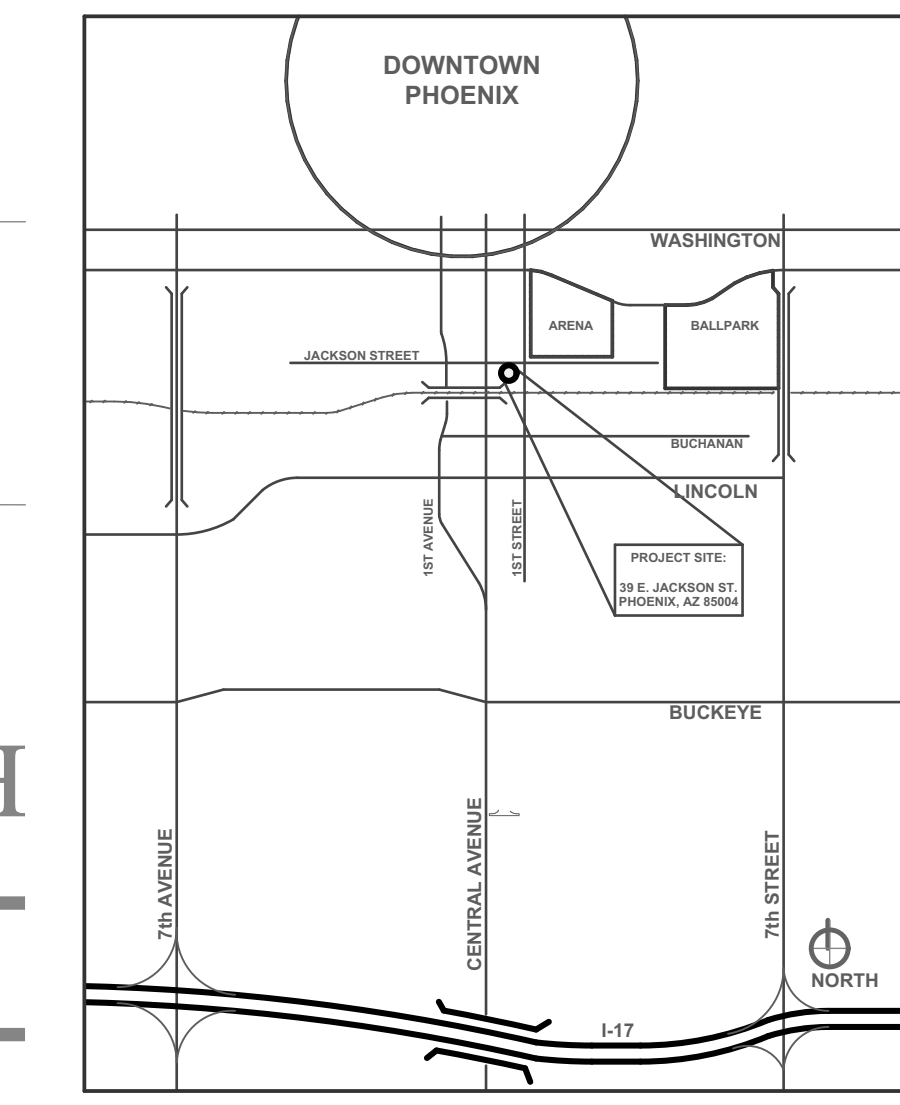 DOWNTOWN
PHOENIX
WASHINGTON
ARENA
BALLPARK
JACKSON STREET
BUCHANAN
LINCOLN
1ST AVENUE
1ST STREET
PROJECT SITE:
39 E. JACKSON ST.
PHOENIX, AZ 85004
BUCKEYE
7th AVENUE
CENTRAL AVENUE
7th STREET
NORTH
I-17